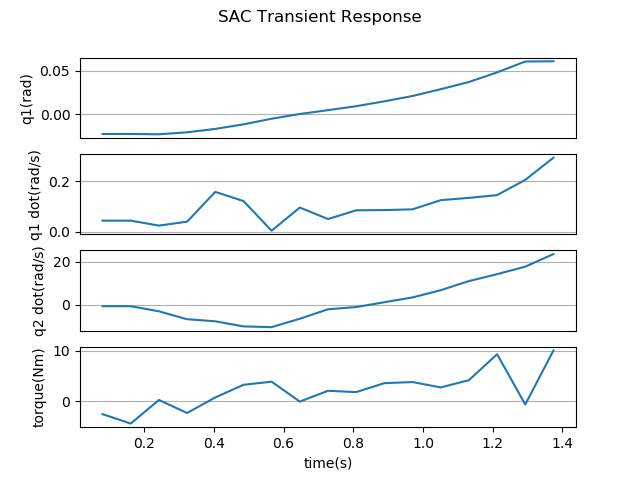 SAC Transient Response
q1(rad)
0.05
0.00
q1 dot(rad/s)
0.2
0.0
q2 dot(rad/s)
20
0
torque(Nm)
10
0
0.2 0.4 0.6 0.8 1.0 1.2 1.4
time(s)